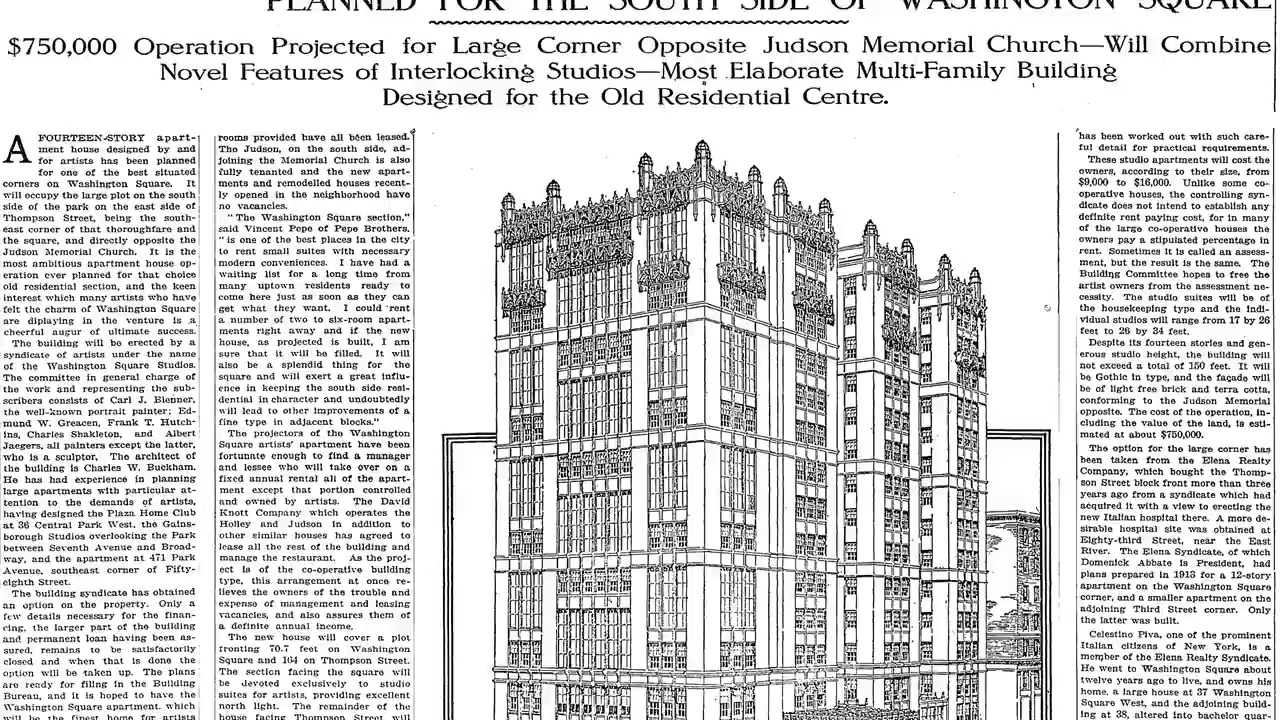 PLANNED FOR THE SOUTH SIDE OF WASHINGTON SQUARE
$750,000 Operation Projected for Large Corner Opposite Judson Memorial Church—Will Combine
Novel Features of Interlocking Studios—Most Elaborate Multi-Family Building
Designed for the Old Residential Centre.
A FOURTEEN-STORY apart-
ment house designed by and
for artists has been planned
for one of the best situated
corners on Washington Square. It
will occupy the large plot on the south
side of the park on the east side of
Thompson Street, being the south-
east corner of that thoroughfare and
the square, and directly opposite the
Judson Memorial Church. It is the
most ambitious apartment house op-
eration ever planned for that choice
old residential section, and the keen
interest which many artists who have
felt the charm of Washington Square
are diplaying in the venture is a
cheerful augur of ultimate success.
The building will be erected by a
syndicate of artists under the name
of the Washington Square Studios.
The committee in general charge of
the work and representing the sub-
scribers consists of Carl J. Blenner,
the well-known portrait painter; Ed-
mund W. Greacen, Frank T. Hutch-
ins, Charles Shakleton, and Albert
Jaegers, all painters except the latter,
who is a sculptor. The architect of
the building is Charles W. Buckham.
He has had experience in planning
large apartments with particular at-
tention to the demands of artists,
having designed the Plaza Home Club
at 36 Central Park West, the Gains-
borough Studios overlooking the Park
between Seventh Avenue and Broad-
way, and the apartment at 471 Park
Avenue, southeast corner of Fifty-
eighth Street.
The building syndicate has obtained
an option on the property. Only a
few details necessary for the finan-
cing, the larger part of the building
and permanent loan having been as-
sured, remains to be satisfactorily
closed and when that is done the
option will be taken up. The plans
are ready for filing in the Building
Bureau, and it is hoped to have the
Washington Square apartment, which
will be the finest home for artists
rooms provided have all been leased.
The Judson, on the south side, ad-
joining the Memorial Church is also
fully tenanted and the new apart-
ments and remodelled houses recent-
ly opened in the neighborhood have
no vacancies.
"The Washington Square section,"
said Vincent Pepe of Pepe Brothers,
"is one of the best places in the city
to rent small suites with necessary
modern conveniences. I have had a
waiting list for a long time from
many uptown residents ready to
come here just as soon as they can
get what they want. I could rent
a number of two to six-room apart-
ments right away and if the new
house, as projected is built, I am
sure that it will be filled. It will
also be a splendid thing for the
square and will exert a great influ-
ence in keeping the south side resi-
dential in character and undoubtedly
will lead to other improvements of a
fine type in adjacent blocks."
The projectors of the Washington
Square artists' apartment have been
fortunate enough to find a manager
and lessee who will take over on a
fixed annual rental all of the apart-
ment except that portion controlled
and owned by artists. The David
Knott Company which operates the
Holley and Judson in addition to
other similar houses has agreed to
lease all the rest of the building and
manage the restaurant. As the proj-
ect is of the co-operative building
type, this arrangement at once re-
lieves the owners of the trouble and
expense of management and leasing
vacancies, and also assures them of
a definite annual income.
The new house will cover a plot
fronting 70.7 feet on Washington
Square and 164 on Thompson Street.
The section facing the square will
be devoted exclusively to studio
suites for artists, providing excellent
north light. The remainder of the
house facing Thompson Street will
has been worked out with such care-
ful detail for practical requirements.
These studio apartments will cost the
owners, according to their size, from
$9,000 to $16,000. Unlike some co-
operative houses, the controlling syn-
dicate does not intend to establish any
definite rent paying cost, for in many
of the large co-operative houses the
owners pay a stipulated percentage in
rent. Sometimes it is called an assess-
ment, but the result is the same. The
Building Committee hopes to free the
artist owners from the assessment ne-
cessity. The studio suites will be of
the housekeeping type and the indi-
vidual studios will range from 17 by 26
feet to 26 by 34 feet.
Despite its fourteen stories and gen-
erous studio height, the building will
not exceed a total of 150 feet. It will
be Gothic in type, and the façade will
be of light free brick and terra cotta,
conforming to the Judson Memorial
opposite. The cost of the operation, in-
cluding the value of the land, is esti-
mated at about $750,000.
The option for the large corner has
been taken from the Elena Realty
Company, which bought the Thomp-
son Street block front more than three
years ago from a syndicate which had
acquired it with a view to erecting the
new Italian hospital there. A more de-
sirable hospital site was obtained at
Eighty-third Street, near the East
River. The Elena Syndicate, of which
Domenick Abbate is President, had
plans prepared in 1913 for a 12-story
apartment on the Washington Square
corner, and a smaller apartment on the
adjoining Third Street corner. Only
the latter was built.
Celestino Piva, one of the prominent
Italian citizens of New York, is a
member of the Elena Realty Syndicate.
He went to Washington Square about
twelve years ago to live, and owns his
home, a large house at 37 Washington
Square West, and the adjoining build-
ing at 38, altered into bachelor quar-